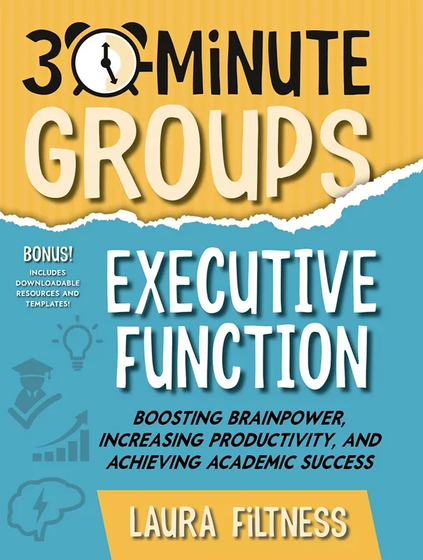 30-MiNUTE
GROUPS
BONUS!
INCLUDES
DOWNLOADABLE
RESOURCES AND
TEMPLATES!
EXECUTIVE
FUNCTION
BOOSTING BRAINPOWER,
INCREASING PRODUCTIVITY, AND
ACHIEVING ACADEMIC SUCCESS
LAURA FiLTNESS